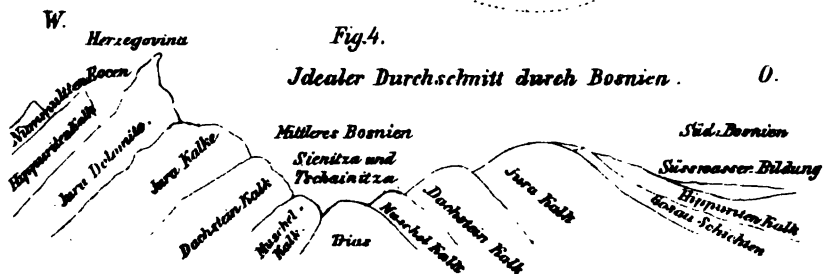 W.
Herzegovina
Fig. 4.
Idealer Durchschnitt durch Bosnien.
O.
Nummuliten Eocen
Hippuriten Kalk
Jura Dolomite.
Jura Kalke
Dachstein Kalk
Muschel-
Kalk.
Mittleres Bosnien
Sienitza und
Tschainitza
Trias
Muschel Kalk
Dachstein Kalk
Jura Kalk
Süd-Bosnien
Süsswasser-Bildung
Hippuriten Kalk
Gosau Schichten